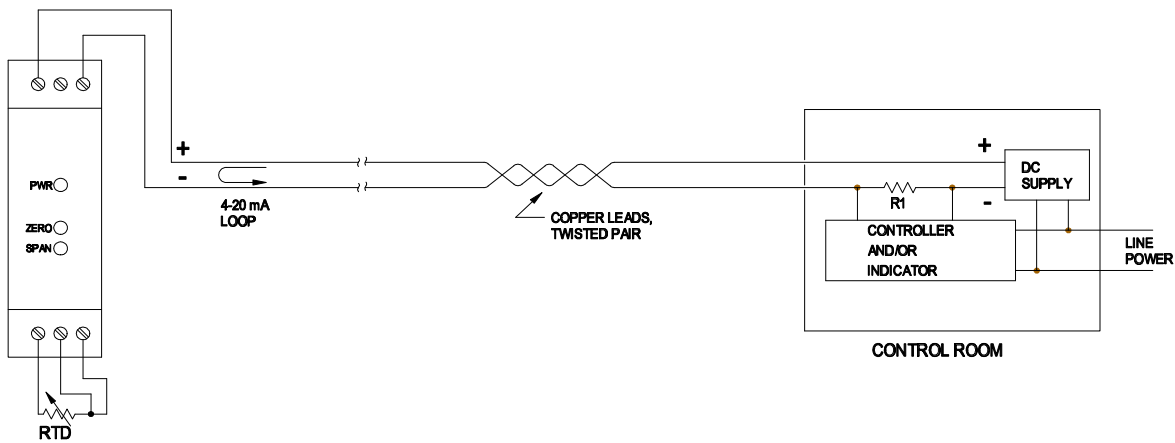 PWR
ZERO
SPAN
RTD
+
-
4-20 mA
LOOP
COPPER LEADS,
TWISTED PAIR
+
-
DC
SUPPLY
R1
CONTROLLER
AND/OR
INDICATOR
LINE
POWER
CONTROL ROOM